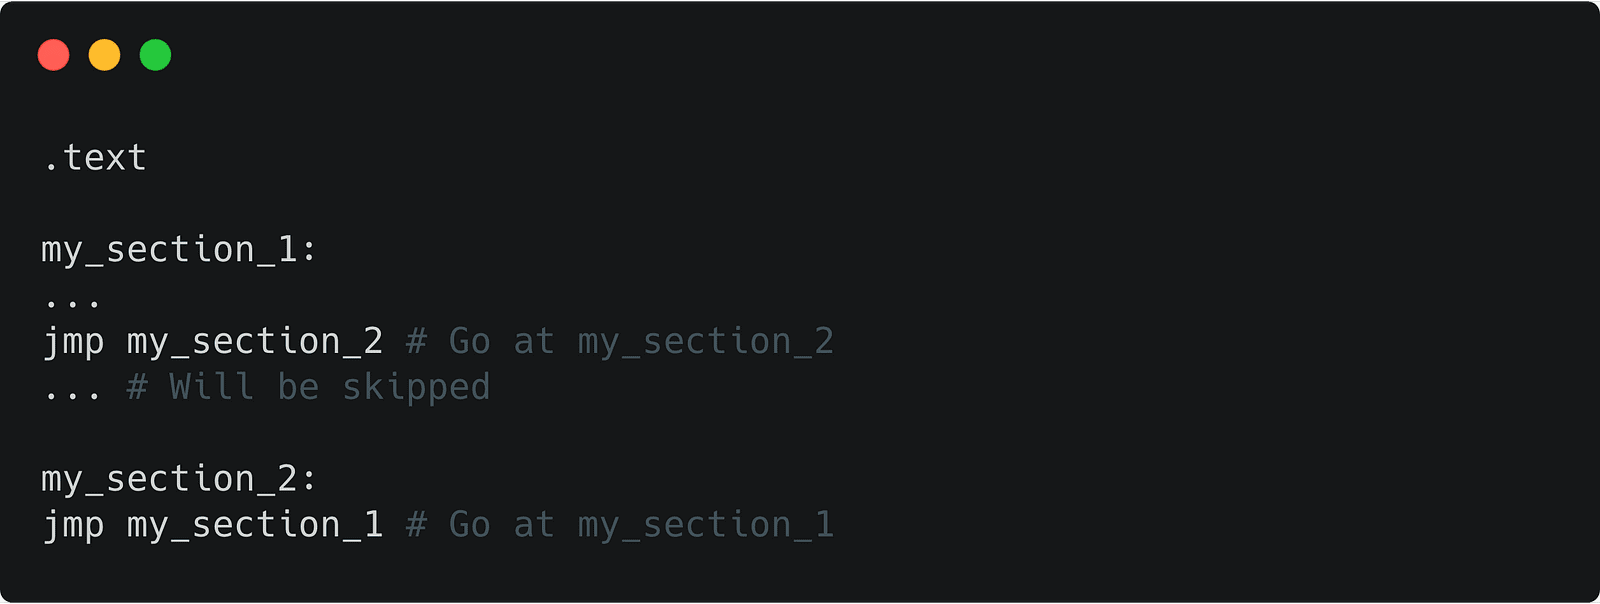 .text
my_section_1:
...
jmp my_section_2 # Go at my_section_2
... # Will be skipped
my_section_2:
jmp my_section_1 # Go at my_section_1